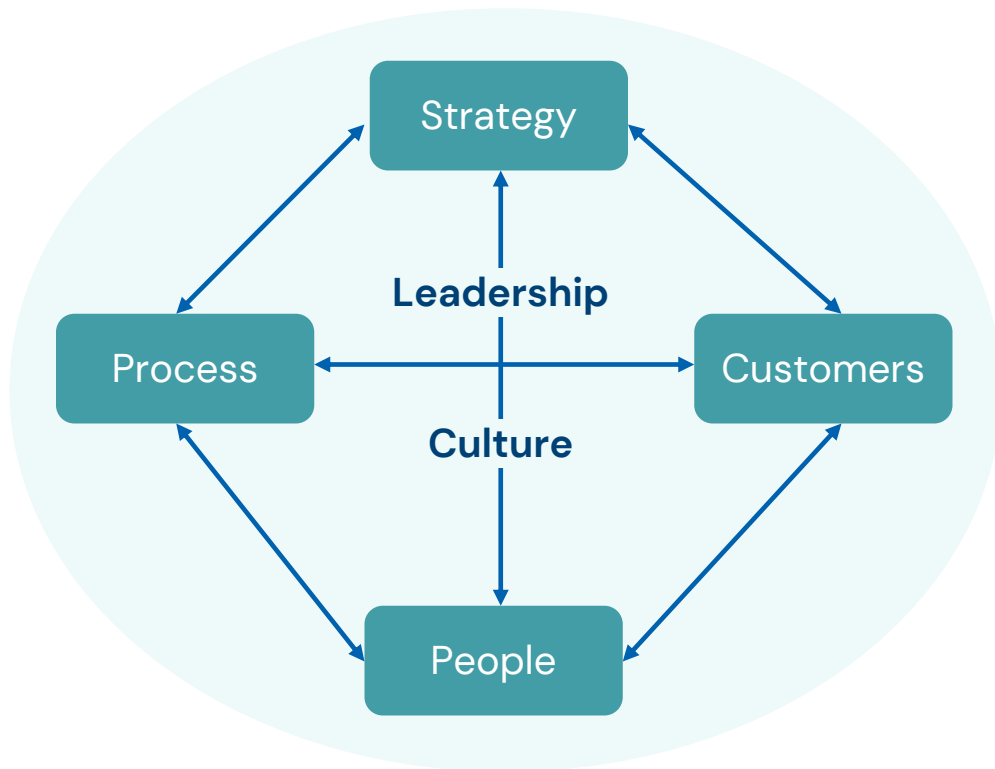 Strategy
Leadership
Process
Customers
Culture
People